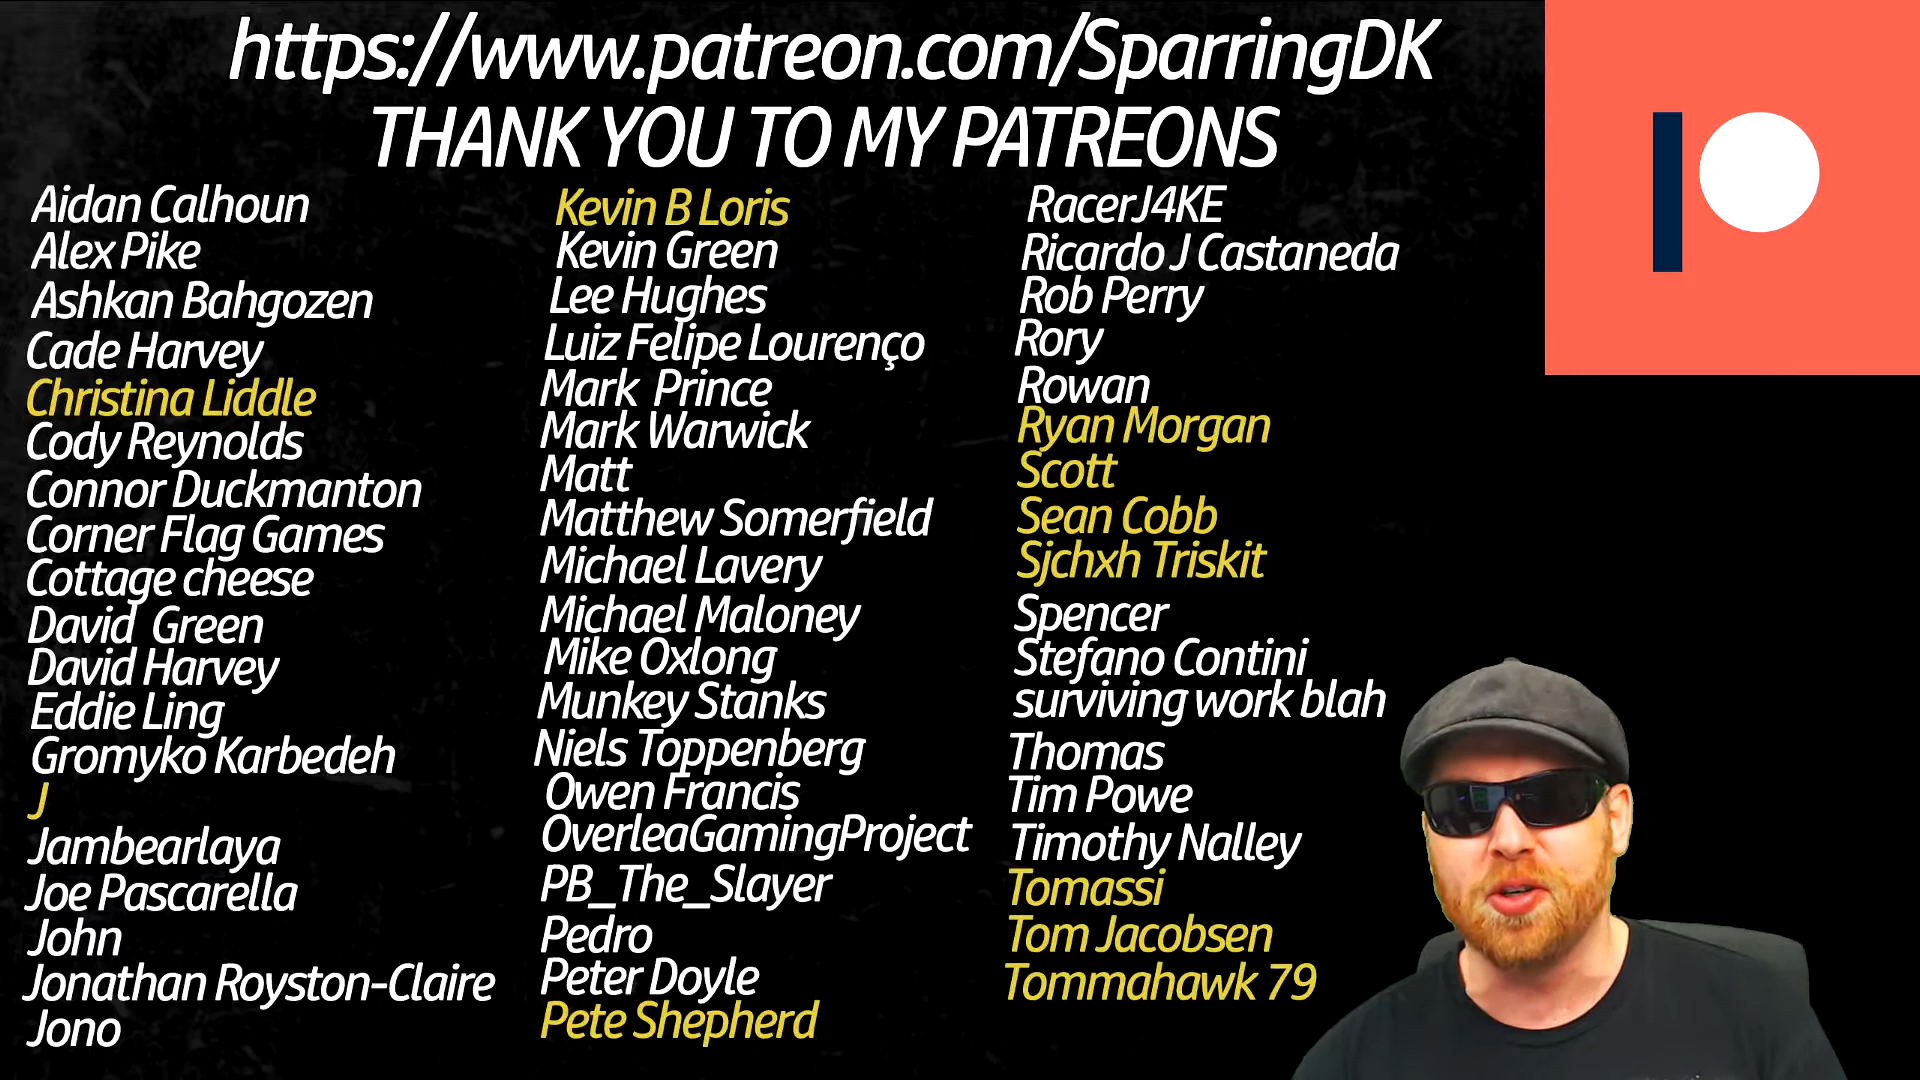 https://www.patreon.com/SparringDK
THANK YOU TO MY PATREONS
Aidan Calhoun
Alex Pike
Ashkan Bahgozen
Cade Harvey
Christina Liddle
Cody Reynolds
Connor Duckmanton
Corner Flag Games
Cottage cheese
David Green
David Harvey
Eddie Ling
Gromyko Karbedeh
J
Jambearlaya
Joe Pascarella
John
Jonathan Royston-Claire
Jono
Kevin B Loris
Kevin Green
Lee Hughes
Luiz Felipe Lourenço
Mark Prince
Mark Warwick
Matt
Matthew Somerfield
Michael Lavery
Michael Maloney
Mike Oxlong
Munkey Stanks
Niels Toppenberg
Owen Francis
OverleaGamingProject
PB_The_Slayer
Pedro
Peter Doyle
Pete Shepherd
RacerJ4KE
Ricardo J Castaneda
Rob Perry
Rory
Rowan
Ryan Morgan
Scott
Sean Cobb
Sjchxh Triskit
Spencer
Stefano Contini
surviving work blah
Thomas
Tim Powe
Timothy Nalley
Tomassi
Tom Jacobsen
Tommahawk 79